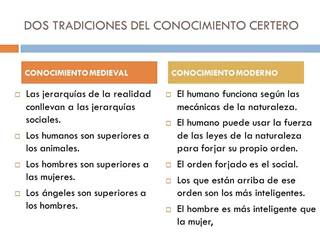 DOS TRADICIONES DEL CONOCIMIENTO CERTERO
CONOCIMIENTO MEDIEVAL
Las jerarquías de la realidad
conllevan a las jerarquías
sociales.
Los humanos son superiores a
los animales.
Los hombres son superiores a
las mujeres.
Los ángeles son superiores a
los hombres.
CONOCIMIENTO MODERNO
El humano funciona según las
mecánicas de la naturaleza.
El humano puede usar la fuerza
de las leyes de la naturaleza
para forjar su propio orden.
El orden forjado es el social.
Los que están arriba de ese
orden son los más inteligentes.
El hombre es más inteligente que
la mujer,